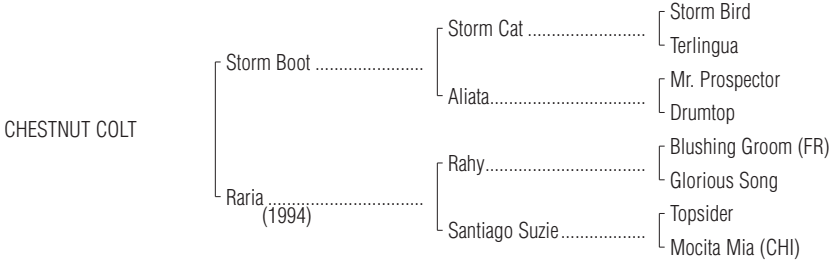 Storm Bird
Storm Cat ........................
Terlingua
Storm Boot ......................
Mr. Prospector
Aliata................................
Drumtop
CHESTNUT COLT
Blushing Groom (FR)
Rahy.................................
Glorious Song
Raria ................................
(1994)
Topsider
Santiago Suzie.................
Mocita Mia (CHI)